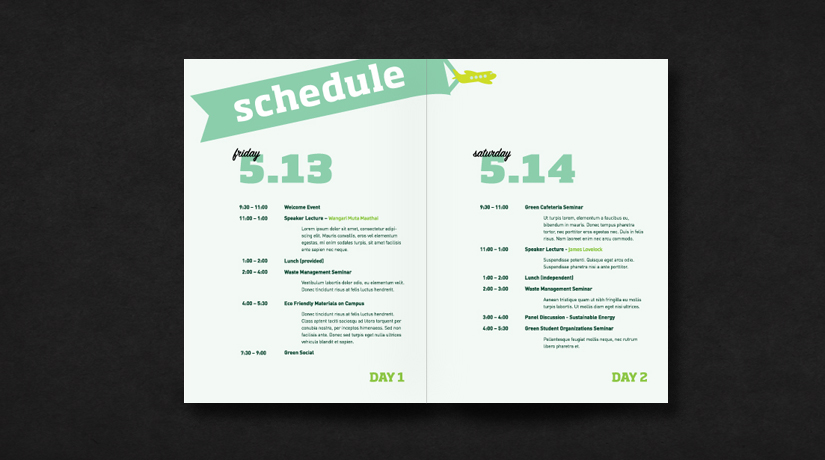 schedule
friday
5.13
9:30 – 11:00 Welcome Event
11:00 – 1:00 Speaker Lecture – Wangari Muta Maathai
Lorem ipsum dolor sit amet, consectetur adipi-
scing elit. Mauris convallis, eros vel elementum
egestas, mi enim sodales turpis, sit amet facilisis
ante sapien nec neque.
1:00 – 2:00 Lunch (provided)
2:00 – 4:00 Waste Management Seminar
Vestibulum lobortis dolor odio, eu elementum velit.
Donec tincidunt risus at felis luctus hendrerit.
4:00 – 5:30 Eco Friendly Materials on Campus
Donec tincidunt risus at felis luctus hendrerit.
Class aptent taciti sociosqu ad litora torquent per
conubia nostra, per inceptos himenaeos. Sed non
facilisis ante. Donec sed turpis eget nulla ultrices
vehicula blandit et sapien.
7:30 – 9:00 Green Social
DAY 1
saturday
5.14
9:30 – 11:00 Green Cafeteria Seminar
Ut turpis lorem, elementum a faucibus eu,
bibendum in mauris. Donec tempus pharetra
tortor, nec porttitor eros egestas nec. Duis in felis
risus. Nam laoreet enim nec arcu commodo.
11:00 – 1:00 Speaker Lecture – James Lovelock
Suspendisse potenti. Quisque eget arcu odio.
Suspendisse pharetra nisi a ante porttitor.
1:00 – 2:00 Lunch (independent)
2:00 – 3:00 Waste Management Seminar
Aenean tristique quam ut nibh fringilla eu mollis
turpis lobortis. Ut mollis diam eget nisi ultrices.
3:00 – 4:00 Panel Discussion - Sustainable Energy
4:00 – 5:30 Green Student Organizations Seminar
Pellentesque feugiat mollis neque, nec rutrum
libero pharetra et.
DAY 2